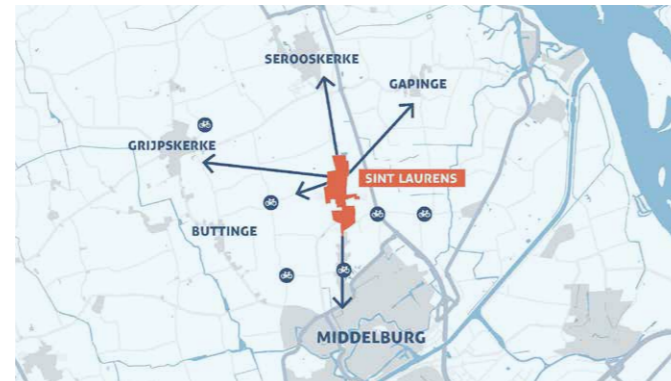 SEROOSKERKE
GAPINGE
GRIJPSKERKE
SINT LAURENS
BUTTINGE
MIDDELBURG